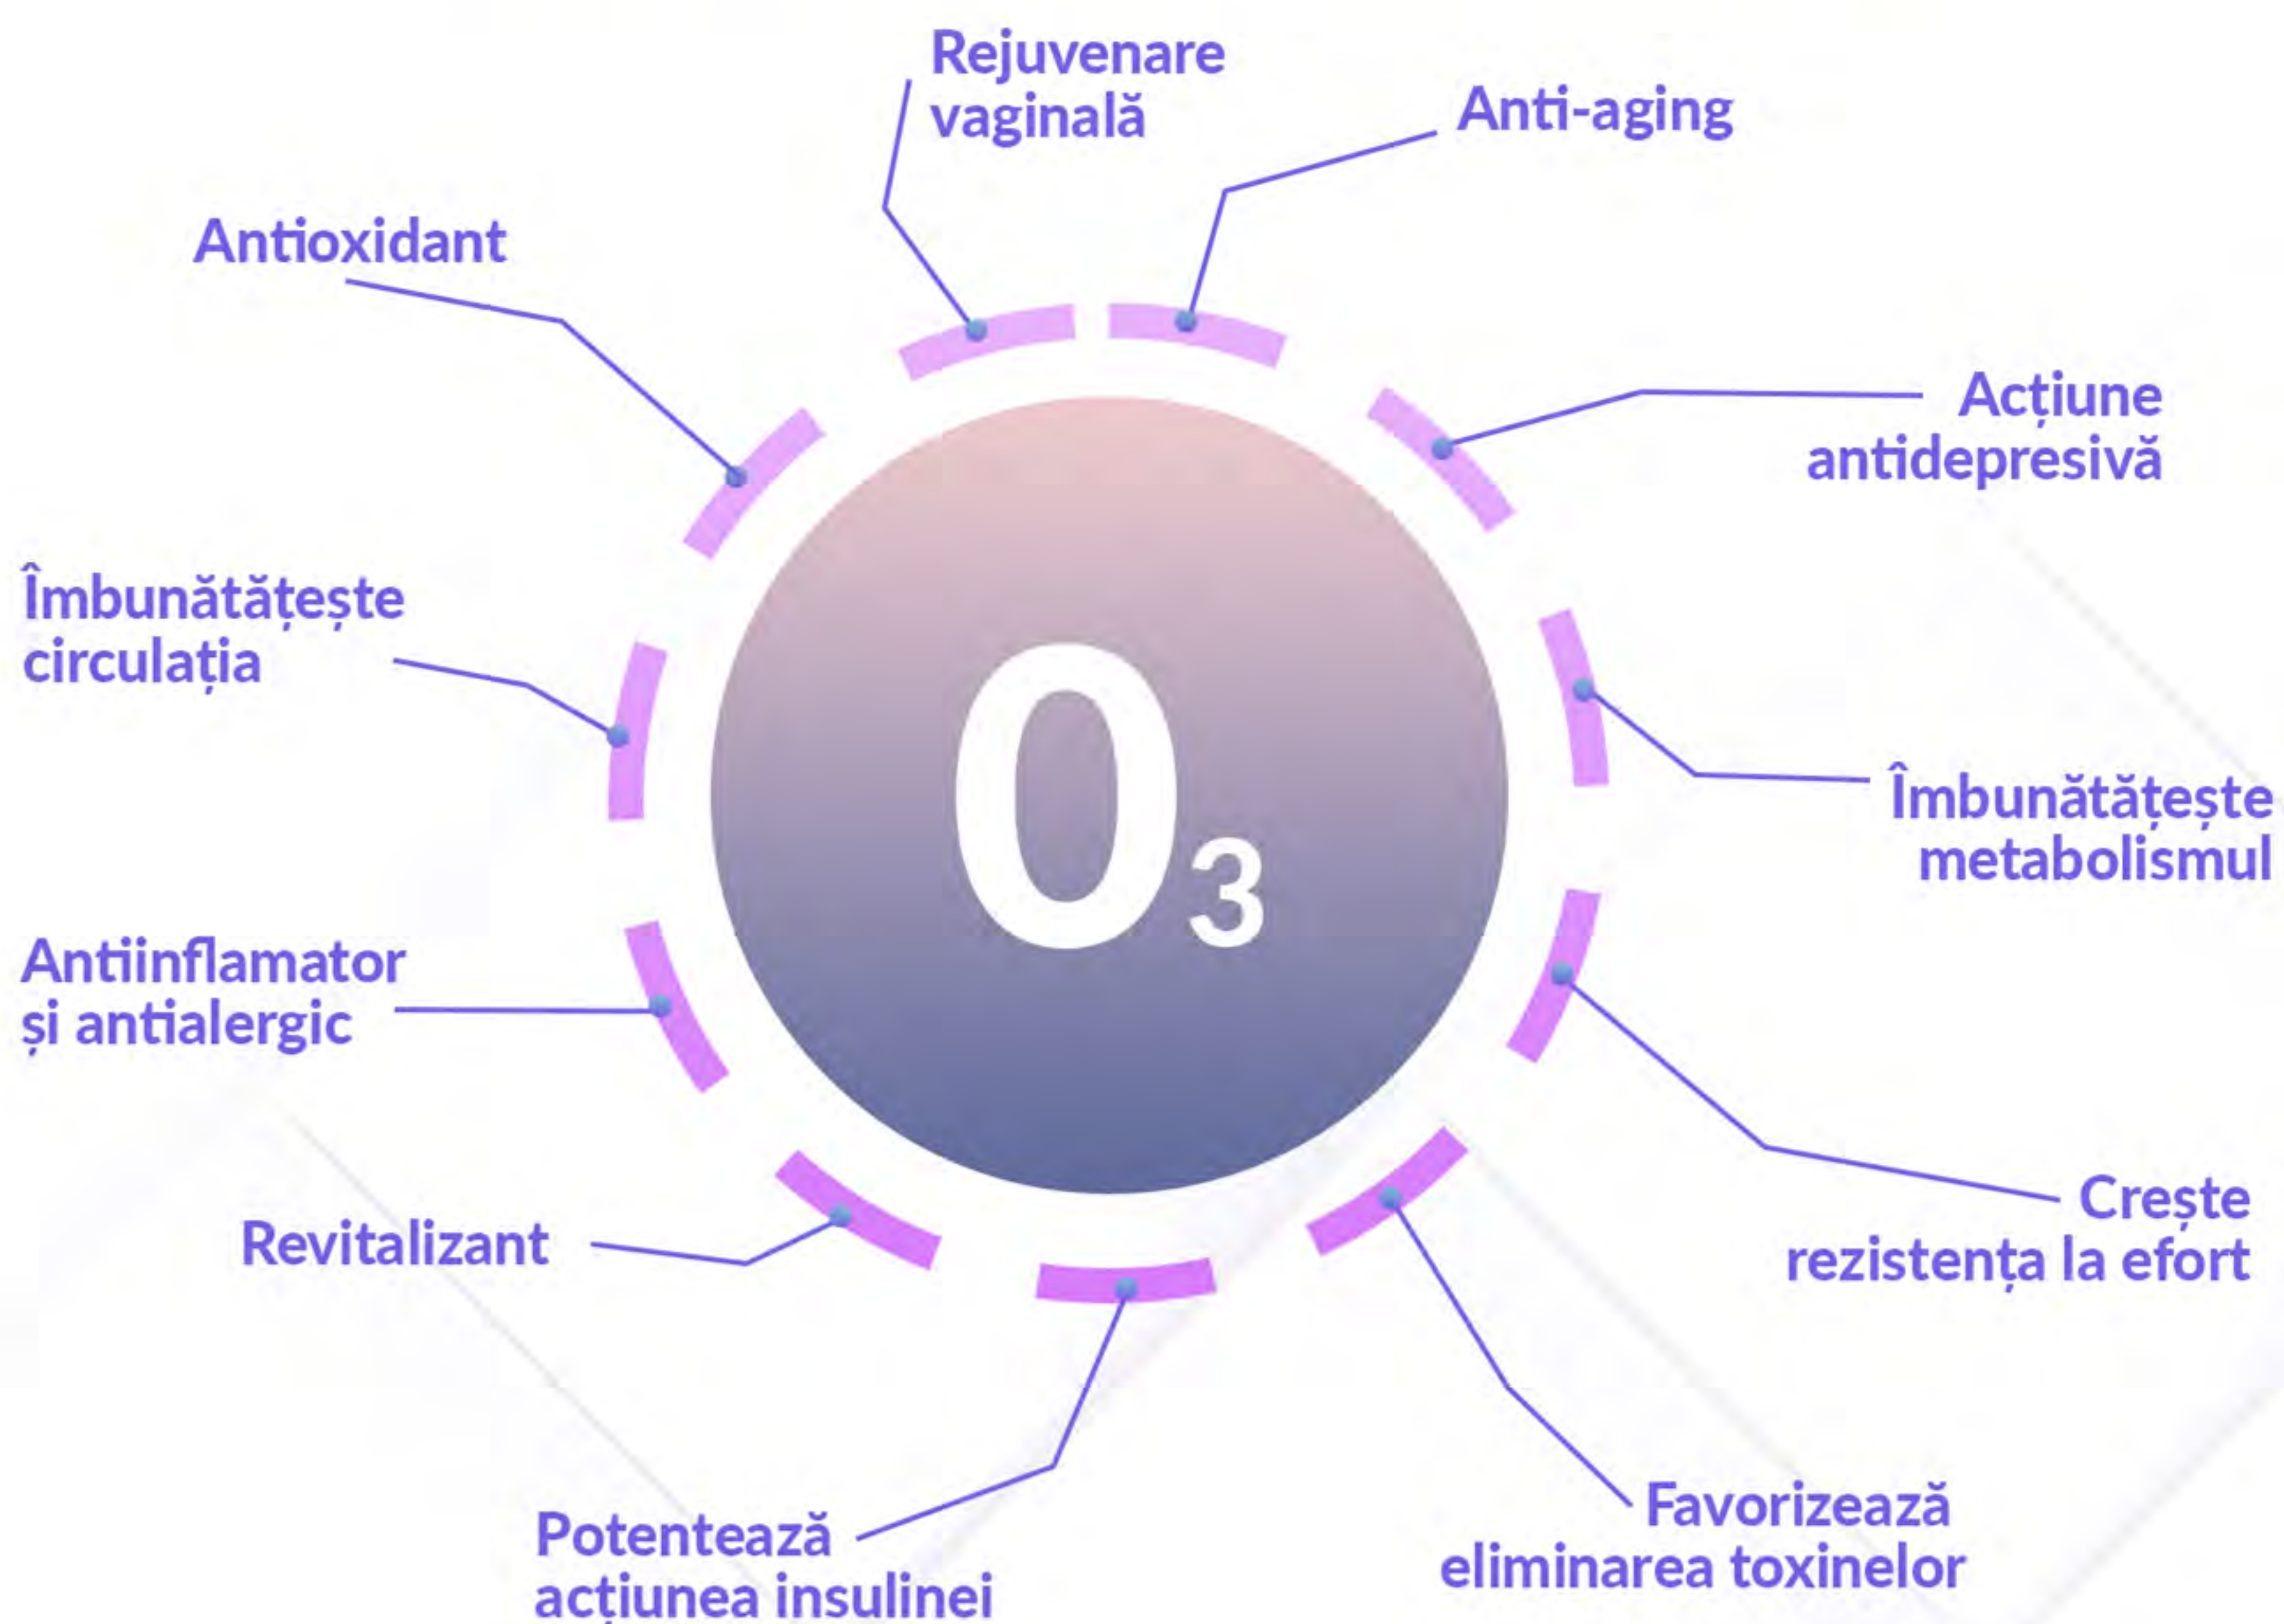 Rejuvenare
vaginală
Anti-aging
Antioxidant
Acțiune
antidepresivă
Îmbunătățește
circulația
O3
Îmbunătățește
metabolismul
Antiinflamator
și antialergic
Crește
rezistența la efort
Revitalizant
Favorizează
eliminarea toxinelor
Potentează
acțiunea insulinei